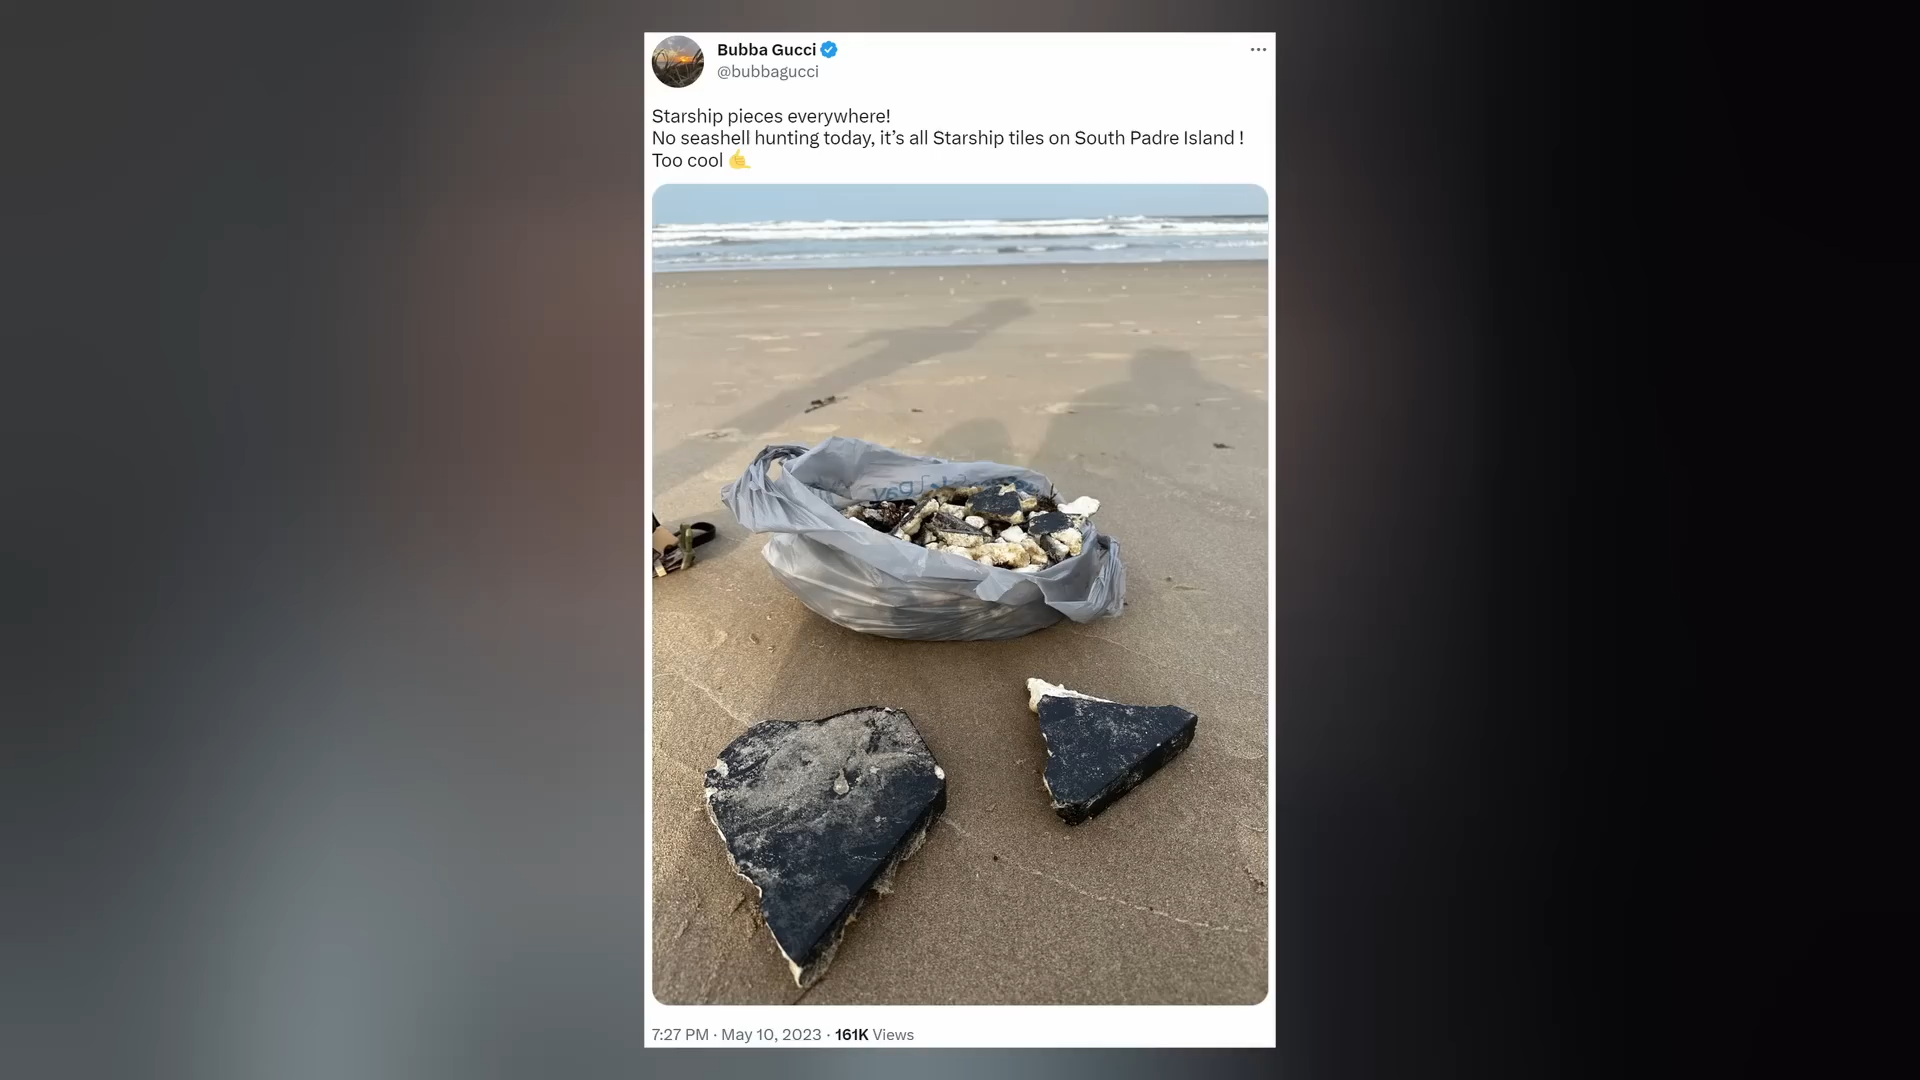 Bubba Gucci
@bubbagucci
Starship pieces everywhere!
No seashell hunting today, it’s all Starship tiles on South Padre Island !
Too cool 🤙
7:27 PM · May 10, 2023 · 161K Views